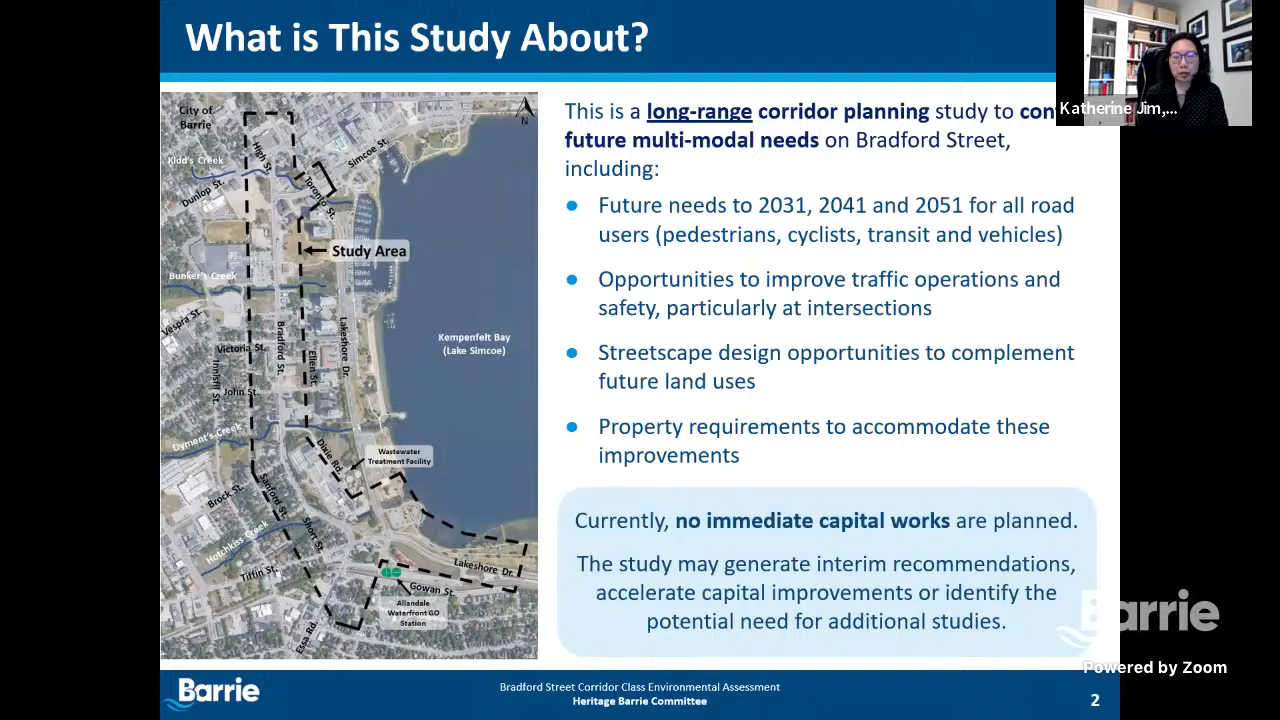 What is This Study About?
Katherine Jim,...
This is a long-range corridor planning study to con
future multi-modal needs on Bradford Street,
including:
● Future needs to 2031, 2041 and 2051 for all road
users (pedestrians, cyclists, transit and vehicles)
● Opportunities to improve traffic operations and
safety, particularly at intersections
● Streetscape design opportunities to complement
future land uses
● Property requirements to accommodate these
improvements
Currently, no immediate capital works are planned.
The study may generate interim recommendations,
accelerate capital improvements or identify the
potential need for additional studies.
City of
Barrie
N
Kidd's Creek
High St.
Simcoe St.
Dunlop St.
Toronto St.
Study Area
Bunker's Creek
Vespra St.
Bradford St.
Lakeshore Dr.
Kempenfelt Bay
(Lake Simcoe)
Victoria St.
Innisfil St.
Ellen St.
John St.
Dyment's Creek
Dixie Rd.
Wastewater
Treatment Facility
Brock St.
Sanford St.
Short St.
Hotchkiss Creek
Tiffin St.
Lakeshore Dr.
GO
Gowan St.
Allandale
Waterfront GO
Station
Essa Rd.
Barrie
Powered by Zoom
Barrie
Bradford Street Corridor Class Environmental Assessment
Heritage Barrie Committee
2